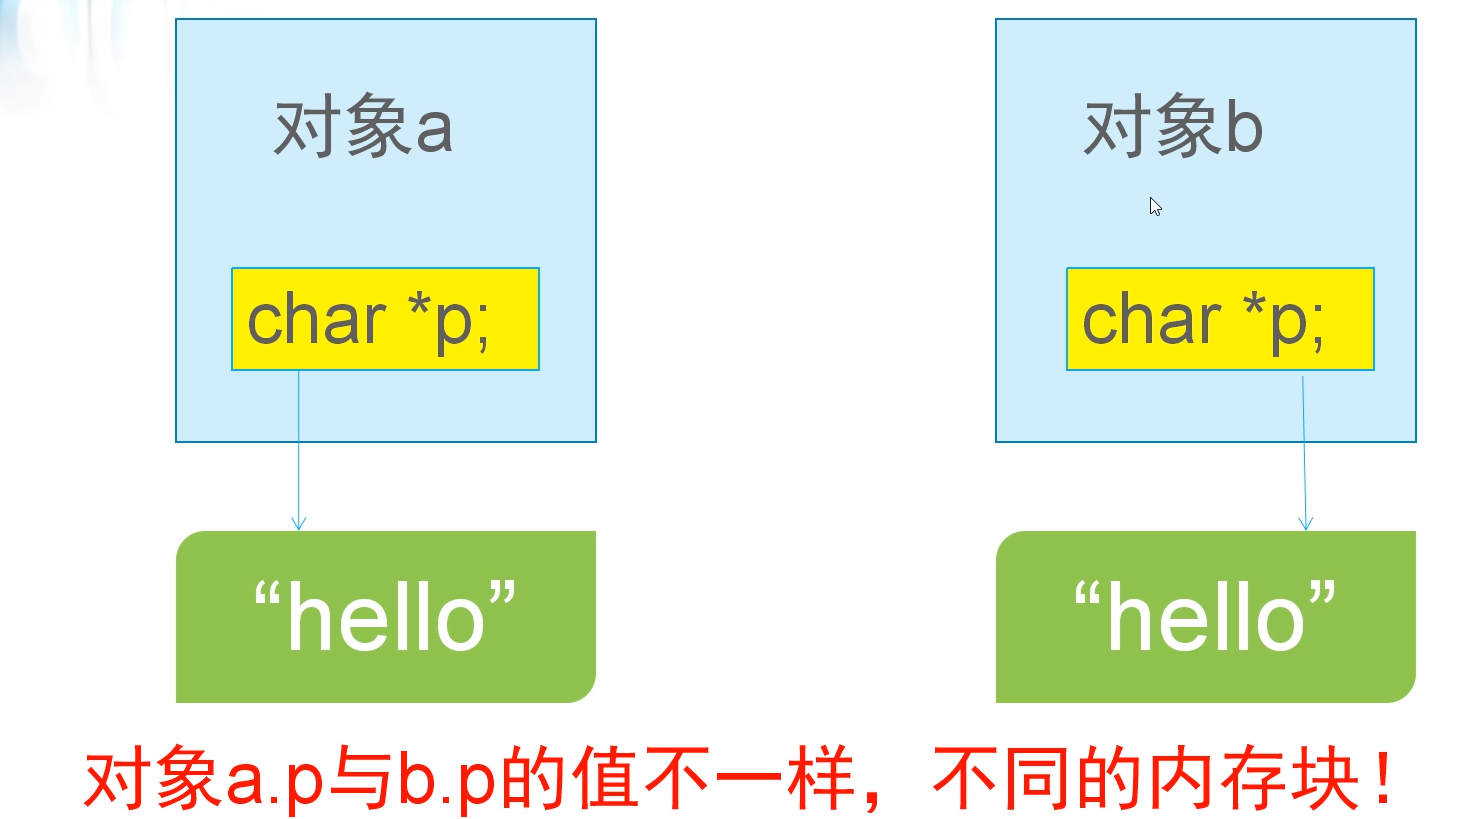 对象a
对象b
char *p;
char *p;
“hello”
“hello”
对象a.p与b.p的值不一样，不同的内存块！